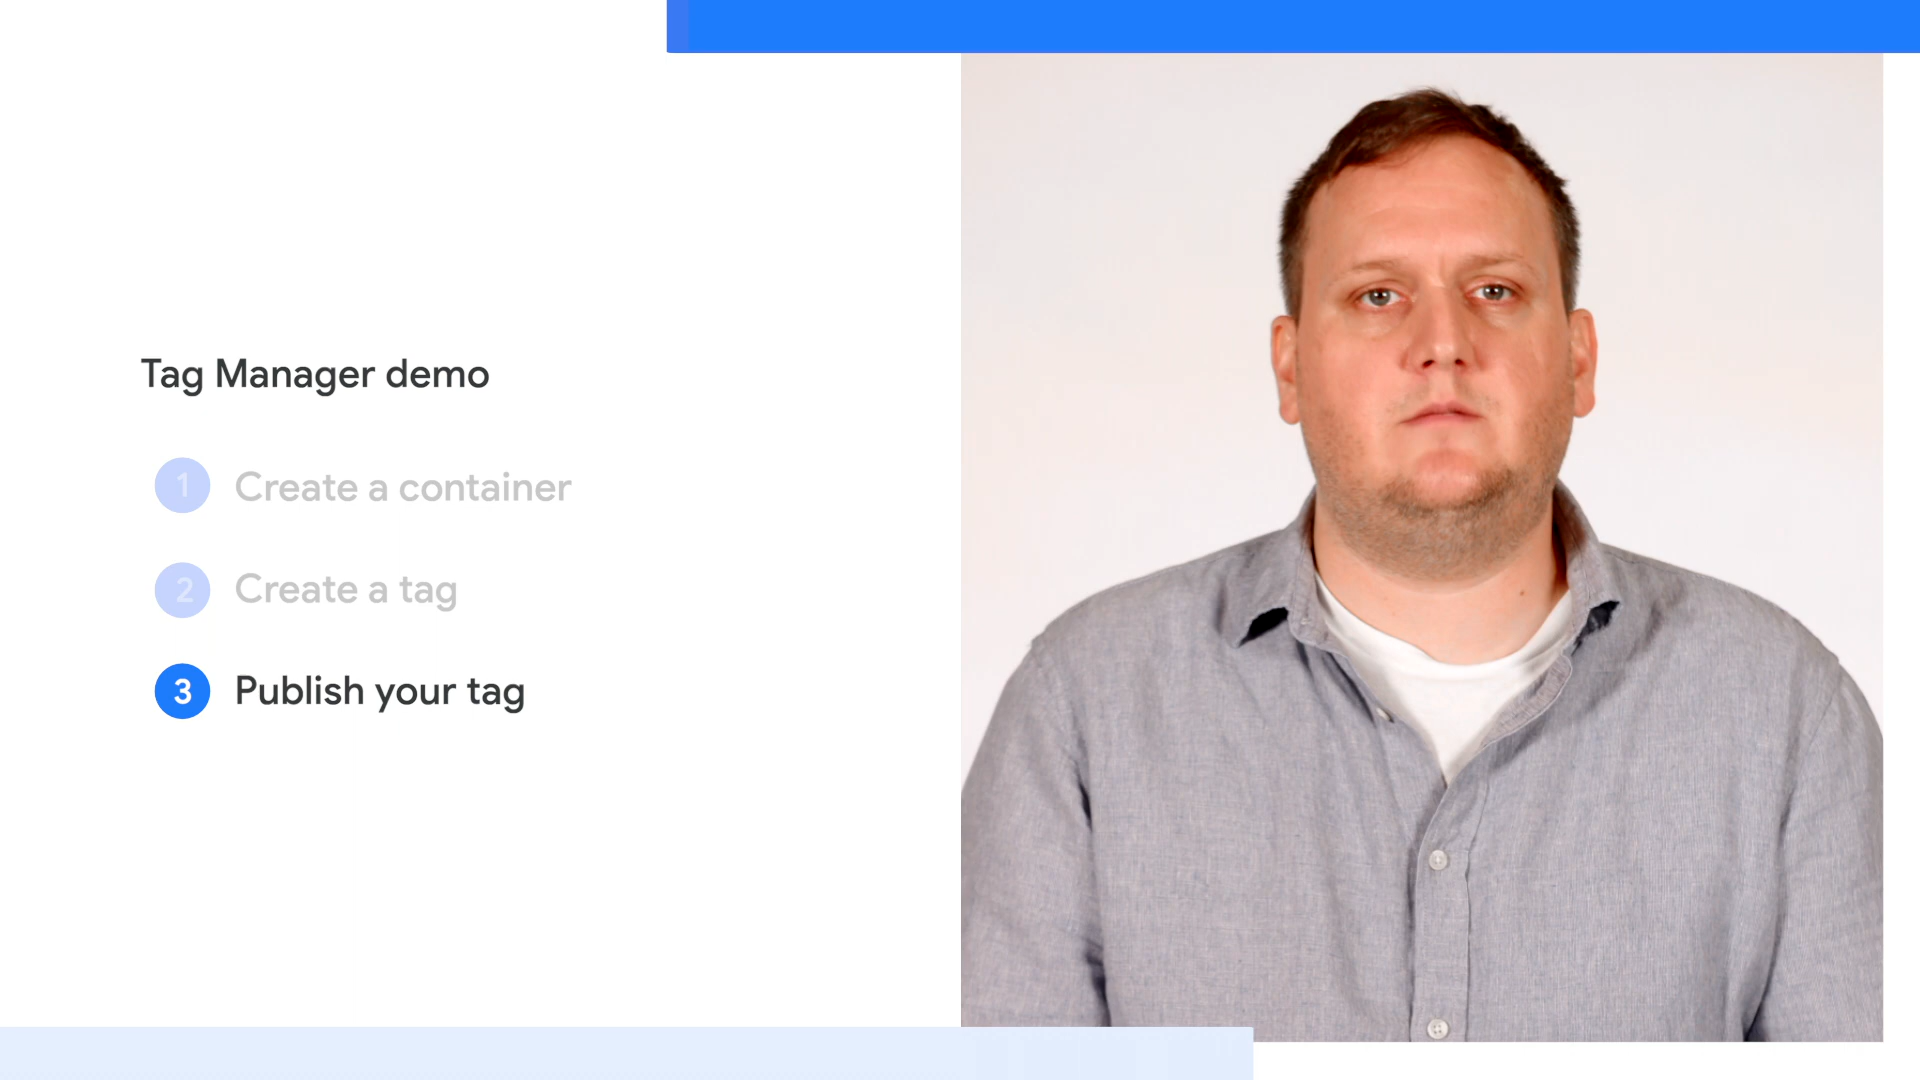 Tag Manager demo
1 Create a container
2 Create a tag
3 Publish your tag